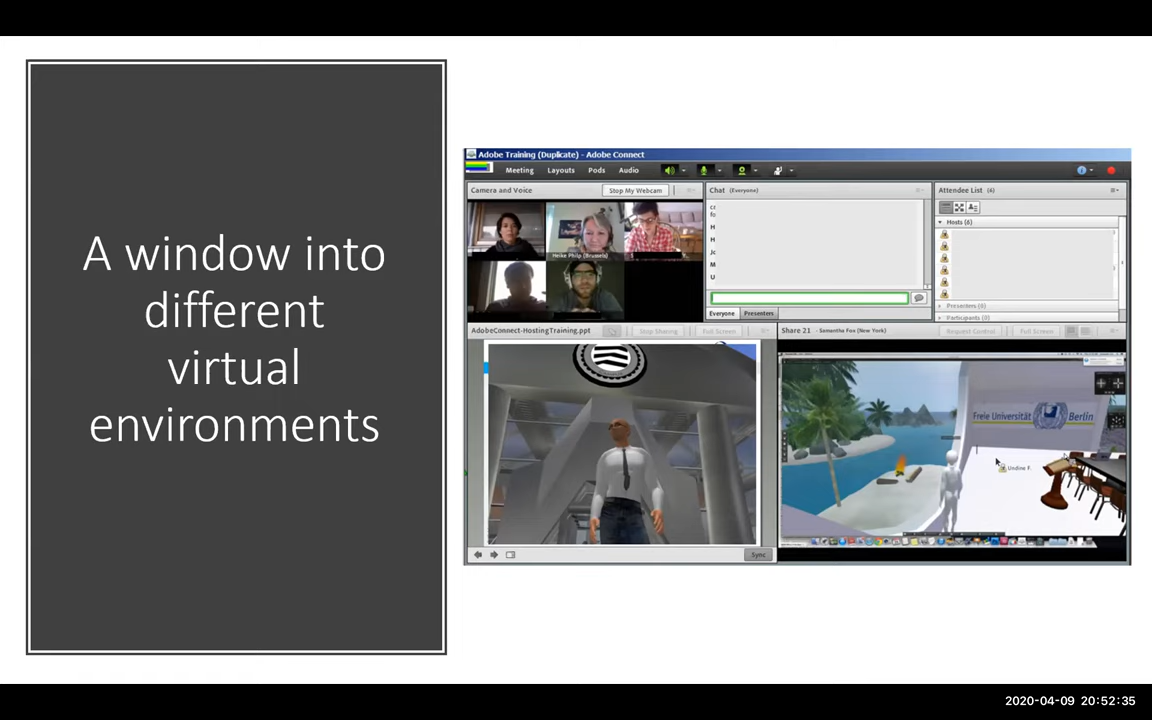 A window into
different
virtual
environments
Adobe Training (Duplicate) - Adobe Connect
Meeting Layouts Pods Audio
Camera and Voice
Stop My Webcam
Heike Philp (Brussels)
Chat (Everyone)
Everyone Presenters
Attendee List (6)
Hosts (6)
Presenters (0)
Participants (0)
AdobeConnect-HostingTraining.ppt
Stop Sharing Full Screen
Sync
Share 21 - Samantha Fox (New York)
Request Control Full Screen
Freie Universität Berlin
Undine F.
2020-04-09 20:52:35